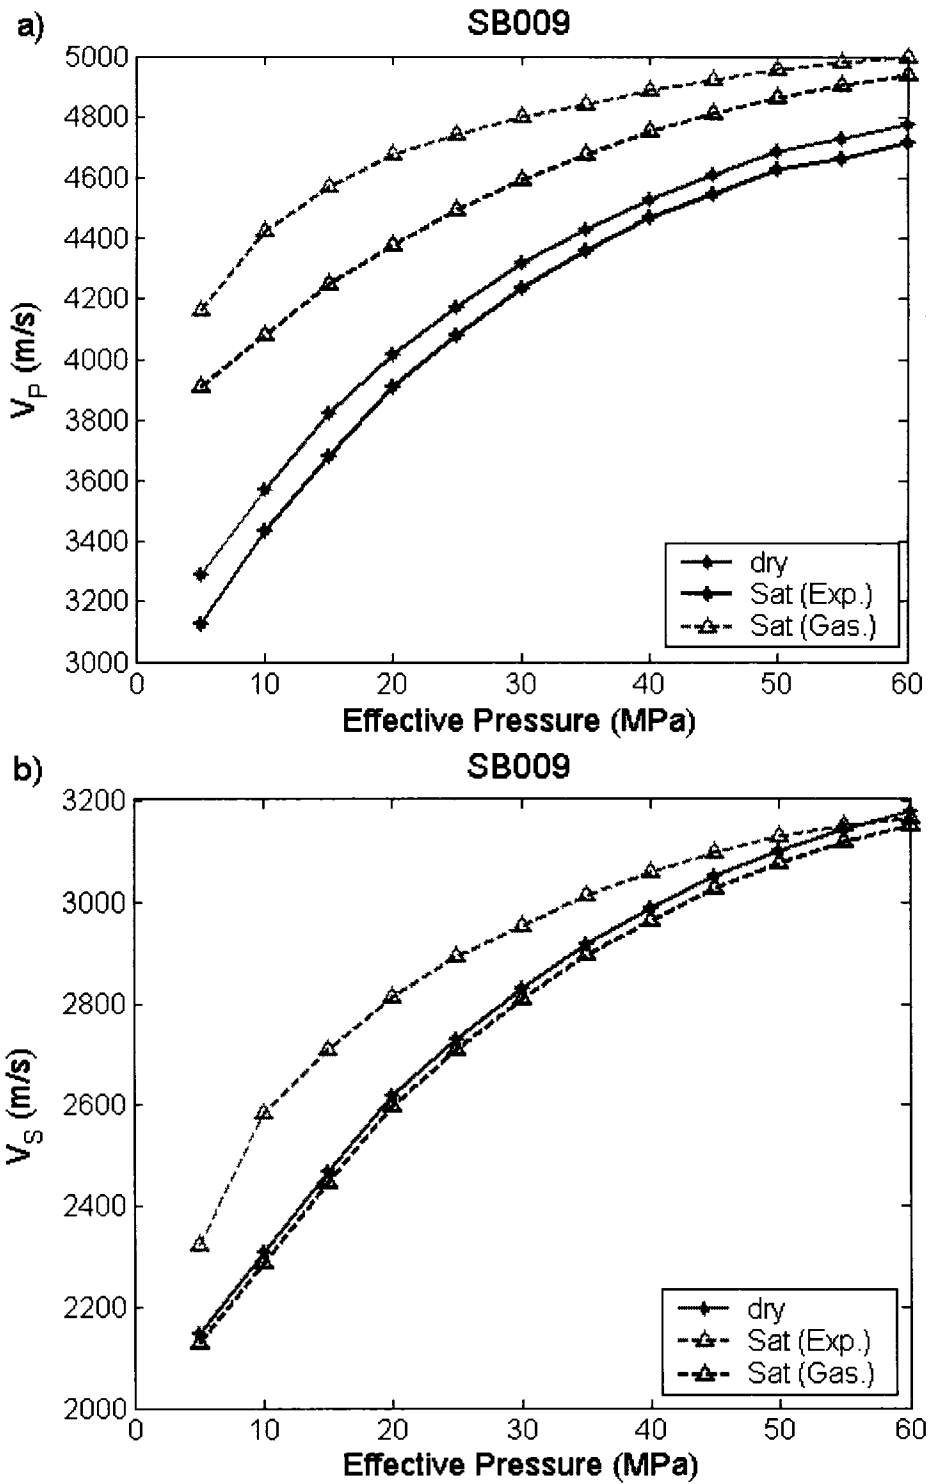 a)
SB009
5000
4800
4600
4400
4200
4000
3800
3600
3400
3200
3000
V_P (m/s)
0 10 20 30 40 50 60
Effective Pressure (MPa)
dry
Sat (Exp.)
Sat (Gas.)
b)
SB009
3200
3000
2800
2600
2400
2200
2000
V_S (m/s)
0 10 20 30 40 50 60
Effective Pressure (MPa)
dry
Sat (Exp.)
Sat (Gas.)